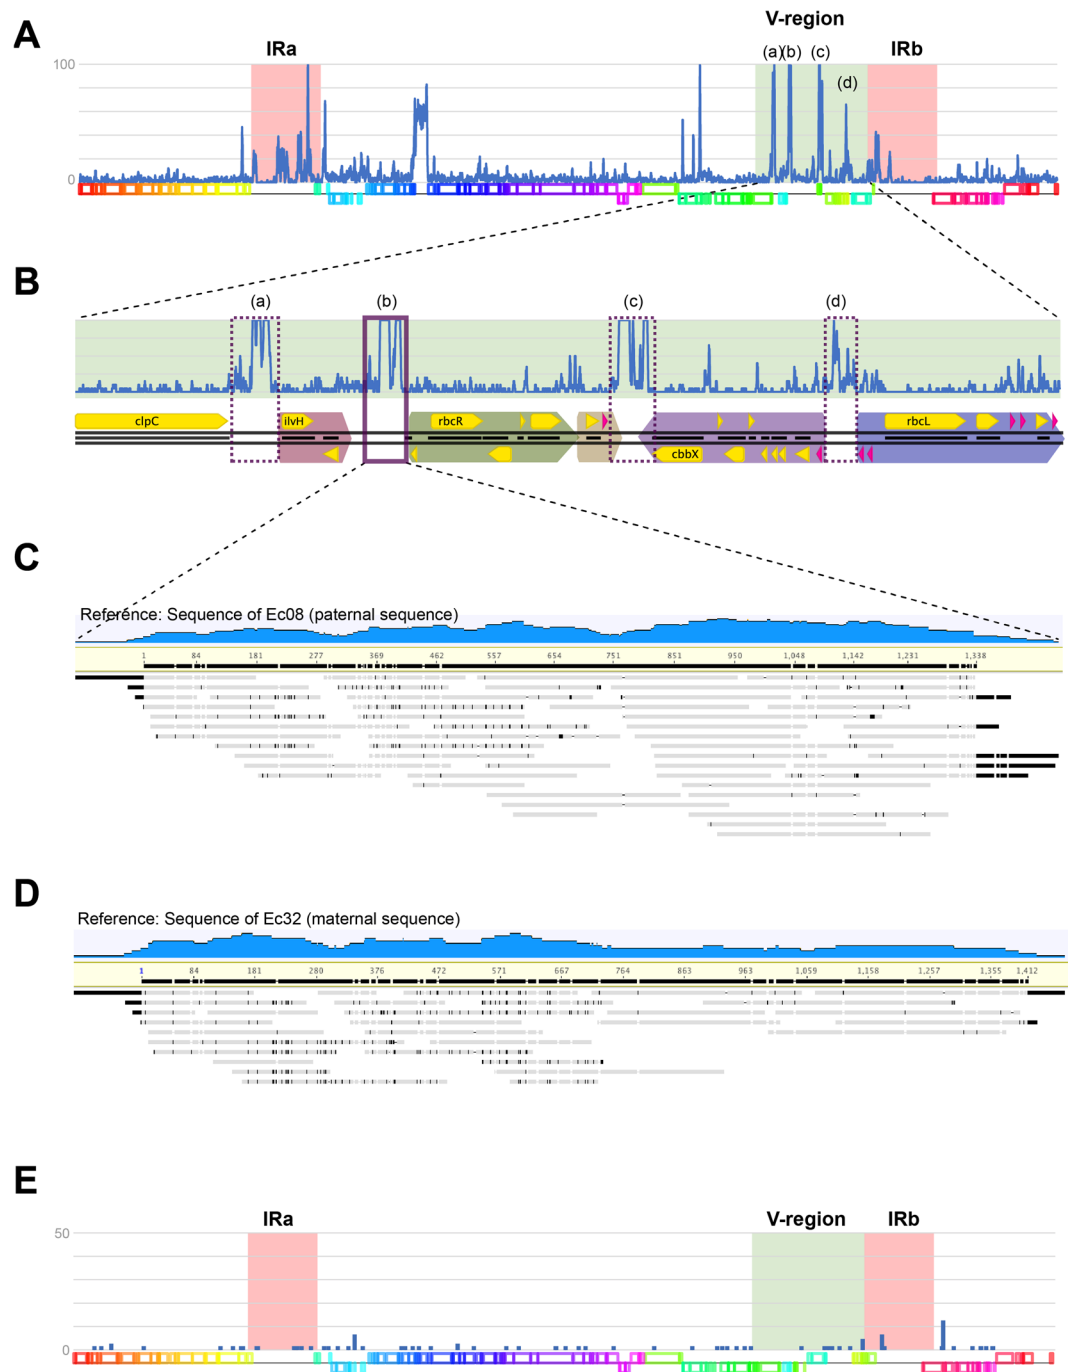 A
V-region
IRa
(a)(b) (c) IRb
(d)
100
0
B
(a) (b) (c) (d)
clpC ilvH rbcR rbcL
cbbX
C
Reference: Sequence of Ec08 (paternal sequence)
1 84 181 277 369 462 557 654 751 851 950 1,048 1,142 1,231 1,338
D
Reference: Sequence of Ec32 (maternal sequence)
1 84 181 280 376 472 571 667 764 863 963 1,059 1,158 1,257 1,355 1,412
E
IRa V-region IRb
50
0